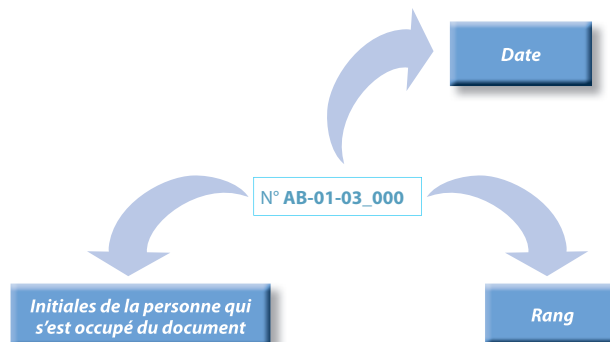 Date
N° AB-01-03_000
Initiales de la personne qui
s'est occupé du document
Rang